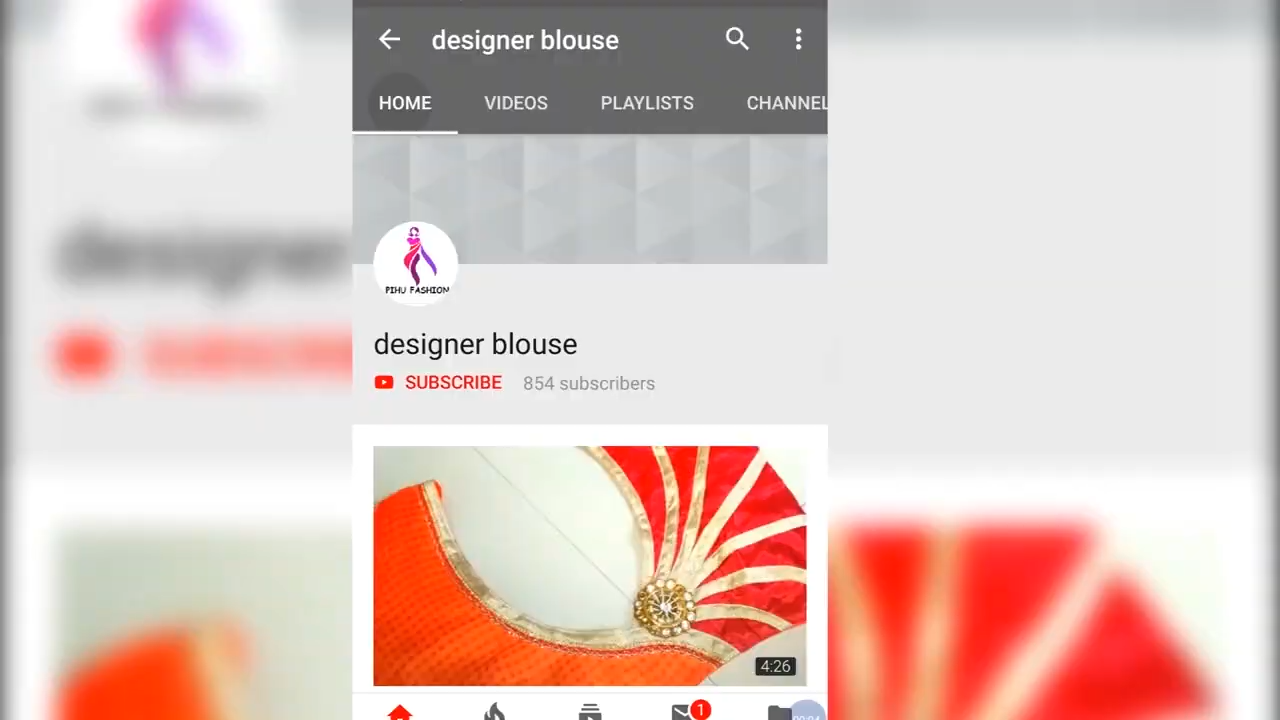 designer blouse
HOME VIDEOS PLAYLISTS CHANNEL
PIHU FASHION
designer blouse
SUBSCRIBE 854 subscribers
4:26
1